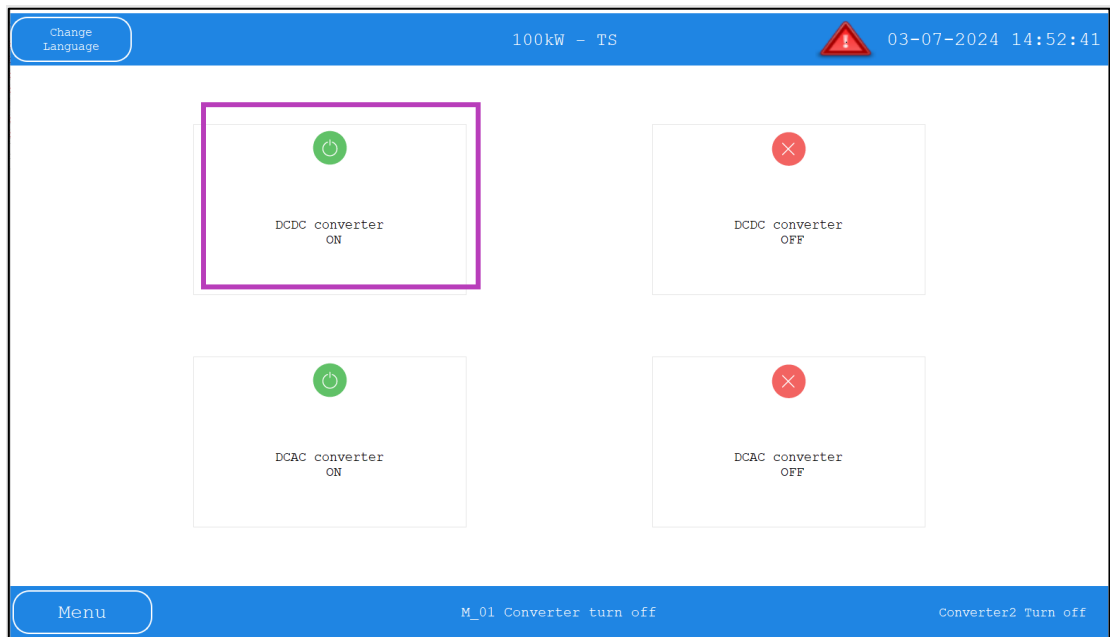 Change
Language
100kW - TS
03-07-2024 14:52:41
DCDC converter
ON
DCDC converter
OFF
DCAC converter
ON
DCAC converter
OFF
Menu
M_01 Converter turn off
Converter2 Turn off